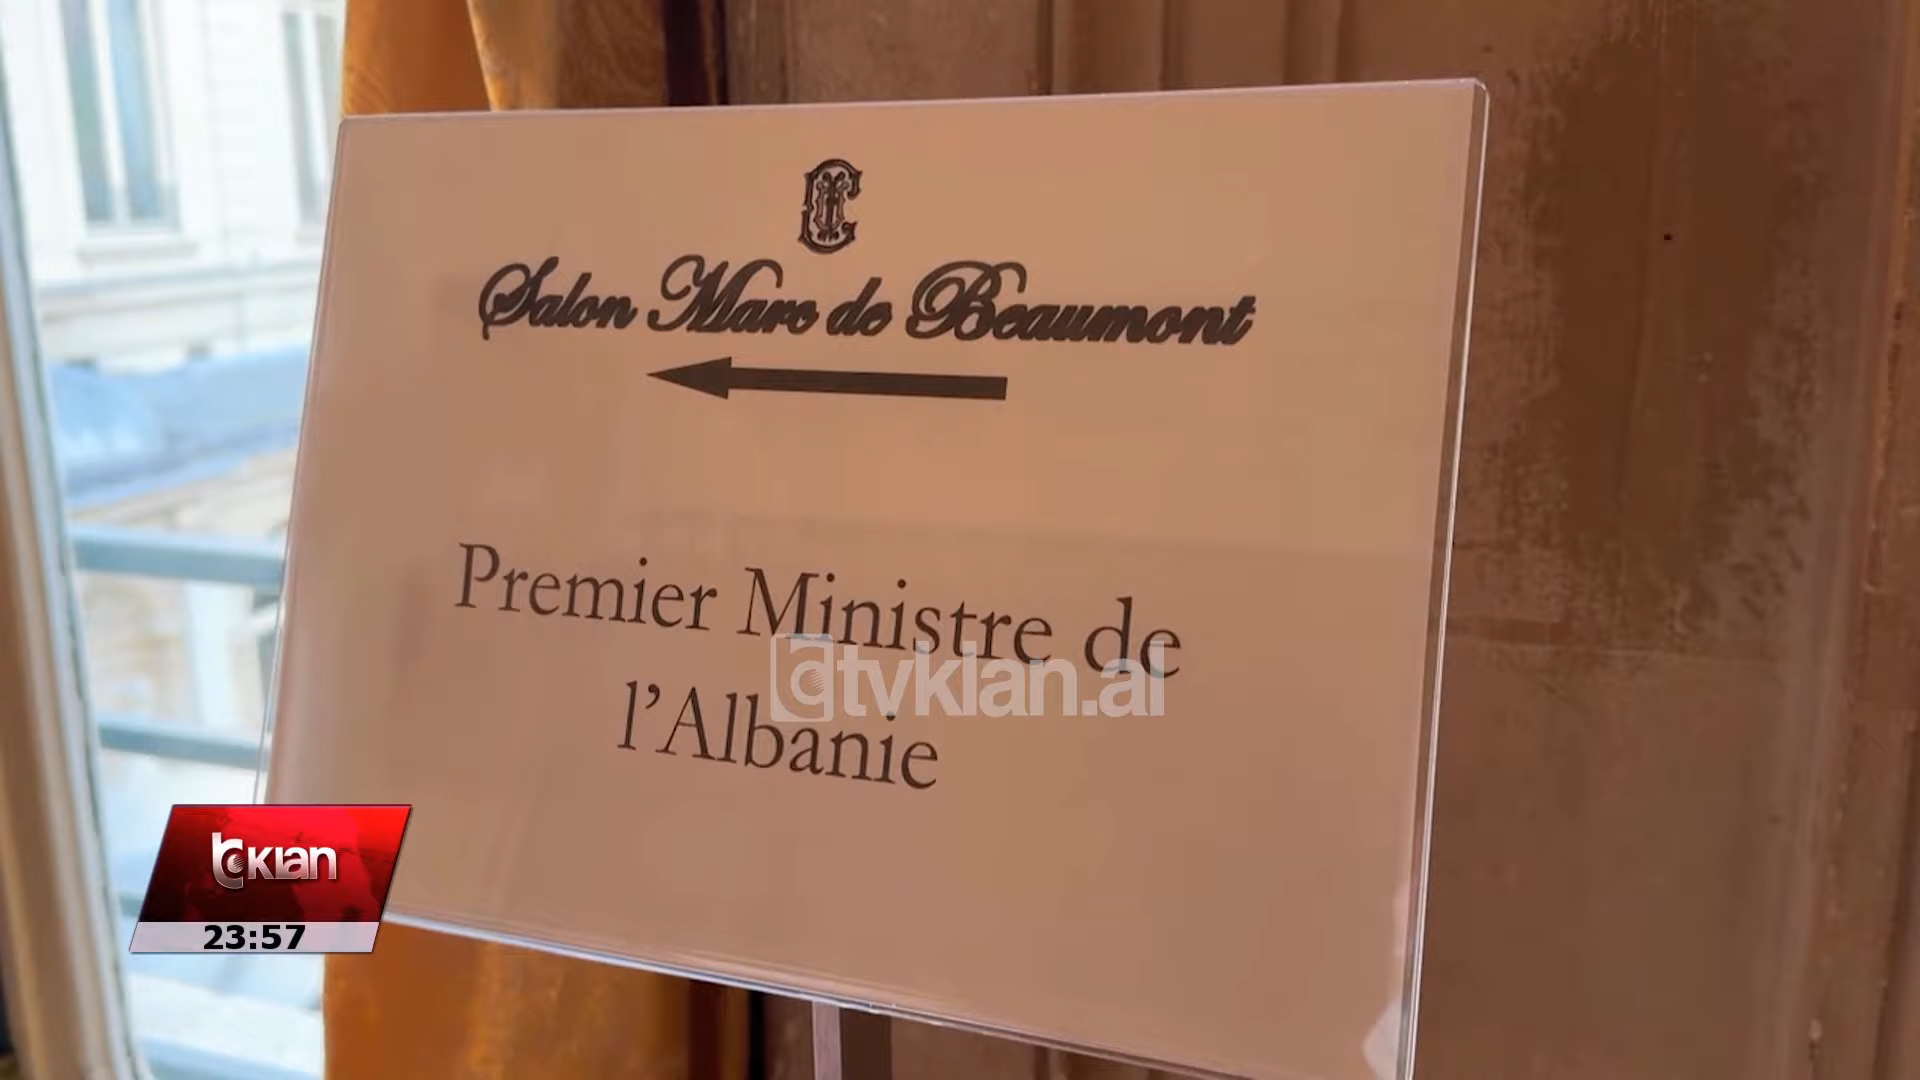 Salon Marc de Beaumont
Premier Ministre de
l'Albanie
tvklan.al
KLan
23:57